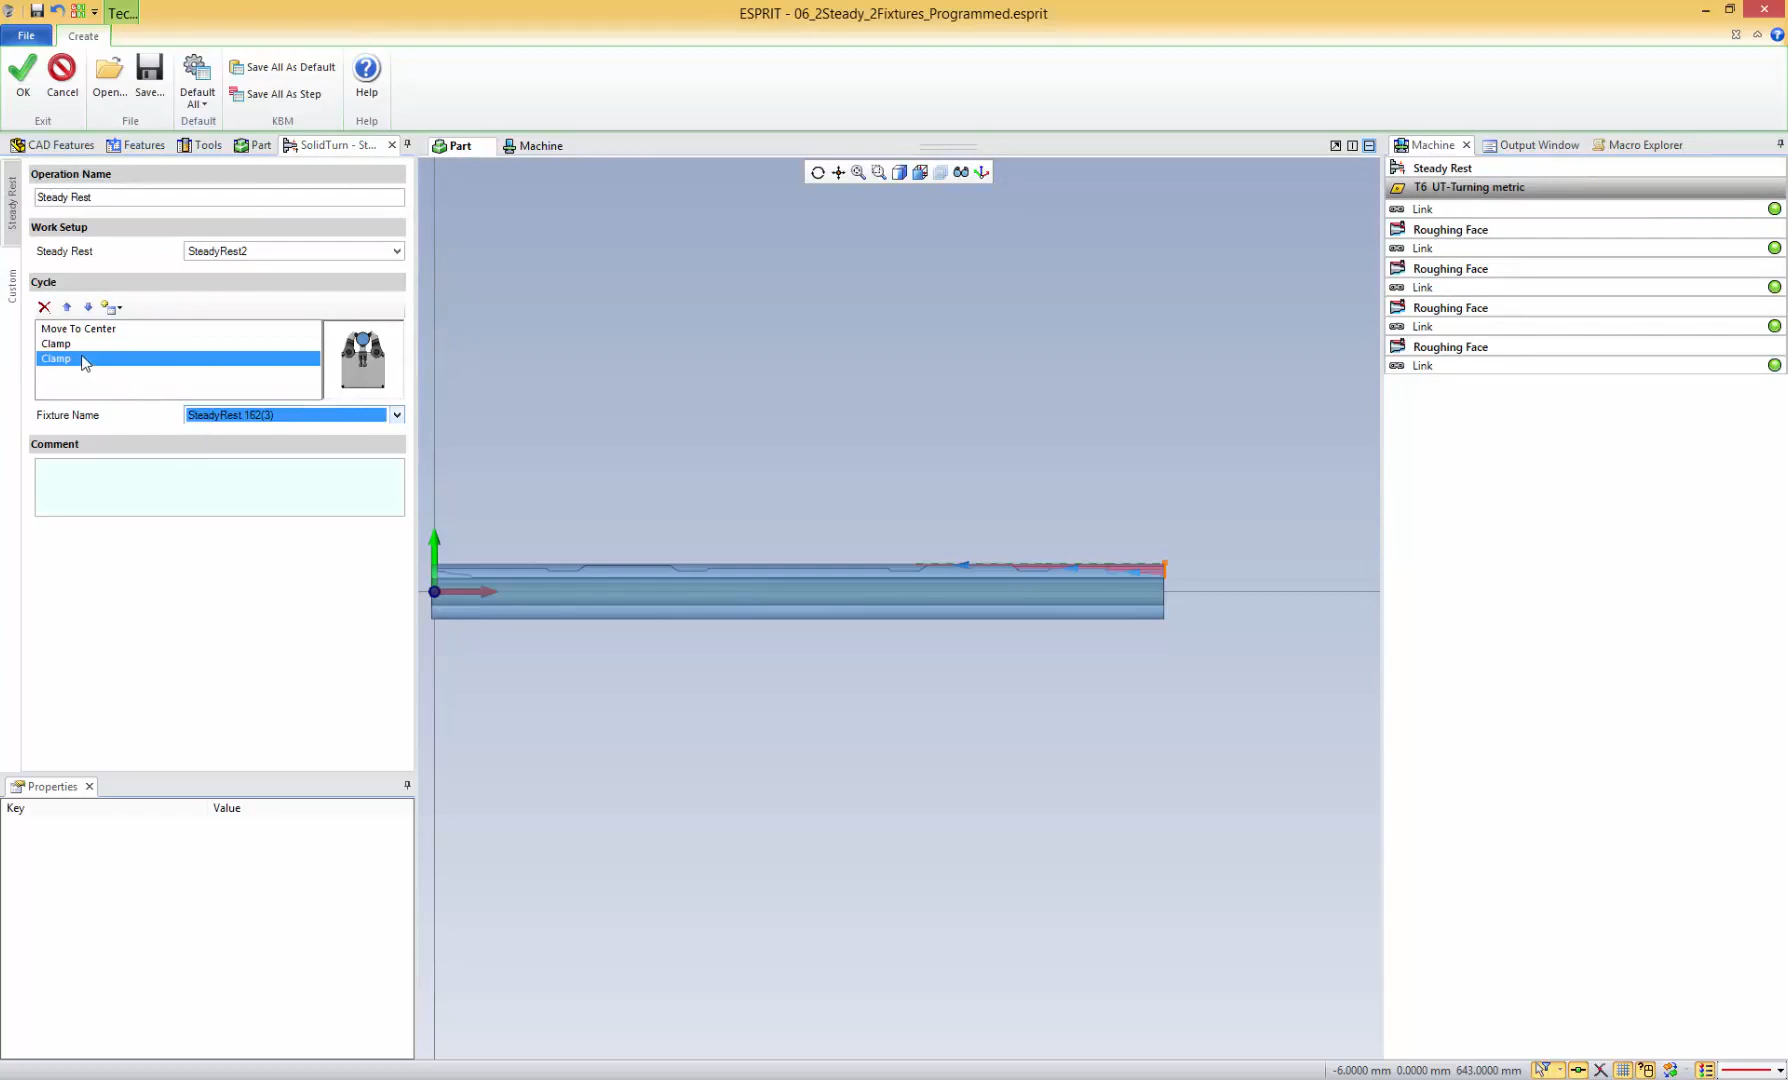 Tec...
ESPRIT - 06_2Steady_2Fixtures_Programmed.esprit
File
Create
OK
Cancel
Open...
Save...
Default All
Save All As Default
Save All As Step
Help
Exit
File
Default
KBM
Help
CAD Features
Features
Tools
Part
SolidTurn - St...
Part
Machine
Machine
Output Window
Macro Explorer
Steady Rest
Custom
Operation Name
Steady Rest
Work Setup
Steady Rest
SteadyRest2
Cycle
Move To Center
Clamp
Clamp
Fixture Name
SteadyRest 162(3)
Comment
Properties
Key
Value
Steady Rest
T6 UT-Turning metric
Link
Roughing Face
Link
Roughing Face
Link
Roughing Face
Link
Roughing Face
Link
-6.0000 mm 0.0000 mm 643.0000 mm